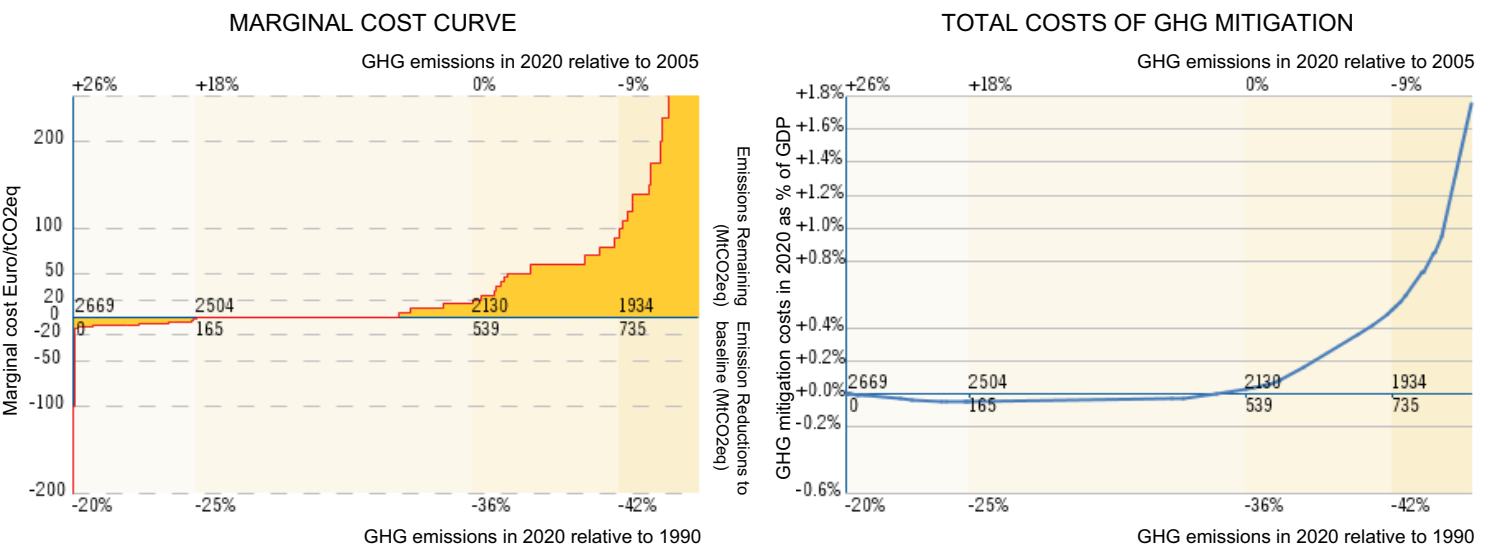 MARGINAL COST CURVE
GHG emissions in 2020 relative to 2005
+26% +18% 0% -9%
Marginal cost Euro/tCO2eq
200
100
50
20
0
-20
-50
-100
-200
2669 2504 2130 1934
0 165 539 735
-20% -25% -36% -42%
GHG emissions in 2020 relative to 1990
Emissions Remaining
(MtCO2eq)
Emission Reductions to
baseline (MtCO2eq)
TOTAL COSTS OF GHG MITIGATION
GHG emissions in 2020 relative to 2005
+26% +18% 0% -9%
GHG mitigation costs in 2020 as % of GDP
+1.8%
+1.6%
+1.4%
+1.2%
+1.0%
+0.8%
+0.4%
+0.2%
+0.0%
-0.2%
-0.6%
2669 2504 2130 1934
0 165 539 735
-20% -25% -36% -42%
GHG emissions in 2020 relative to 1990